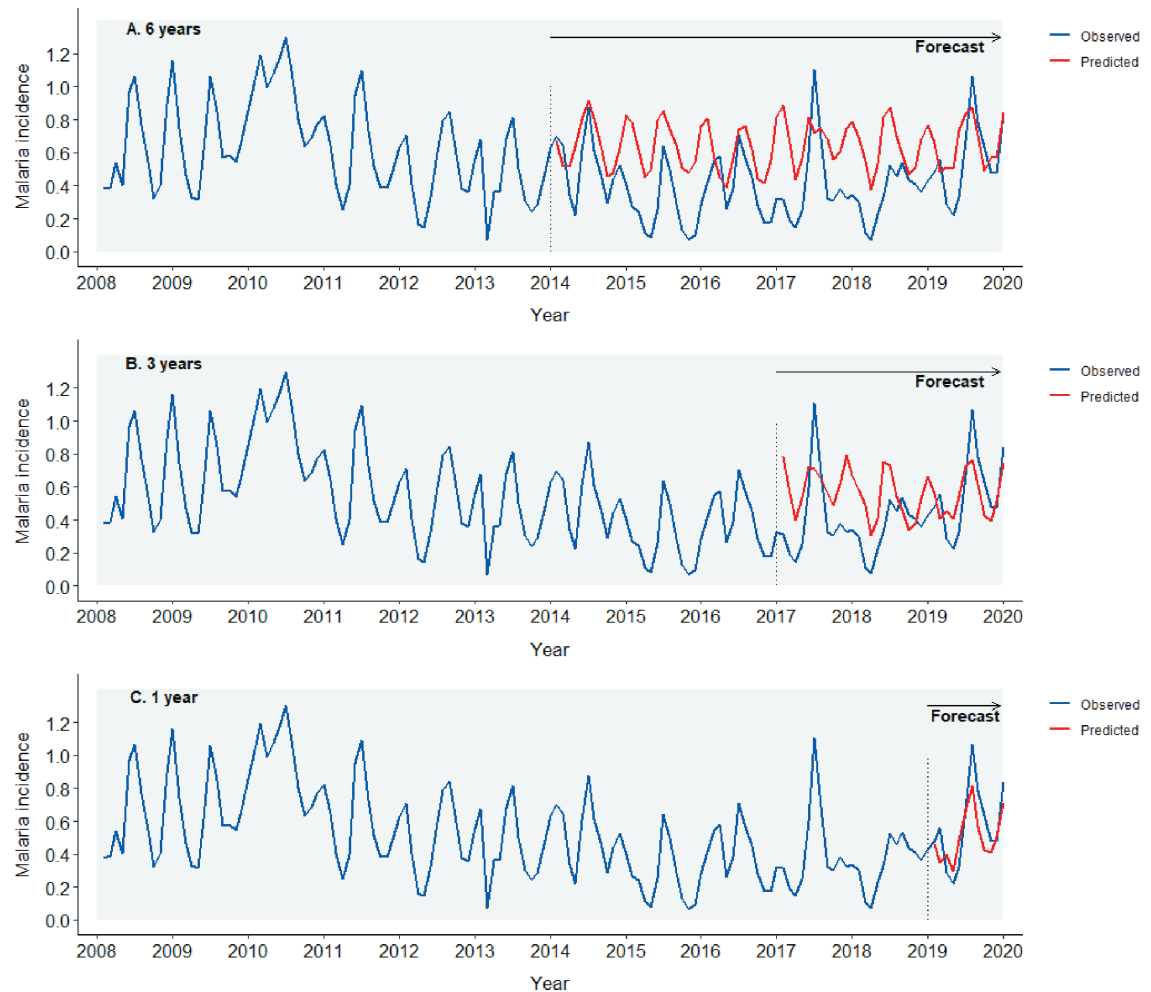 A. 6 years
Forecast
Observed
Predicted
Malaria incidence
1.2
1.0
0.8
0.6
0.4
0.2
0.0
2008 2009 2010 2011 2012 2013 2014 2015 2016 2017 2018 2019 2020
Year
B. 3 years
Forecast
Observed
Predicted
Malaria incidence
1.2
1.0
0.8
0.6
0.4
0.2
0.0
2008 2009 2010 2011 2012 2013 2014 2015 2016 2017 2018 2019 2020
Year
C. 1 year
Forecast
Observed
Predicted
Malaria incidence
1.2
1.0
0.8
0.6
0.4
0.2
0.0
2008 2009 2010 2011 2012 2013 2014 2015 2016 2017 2018 2019 2020
Year